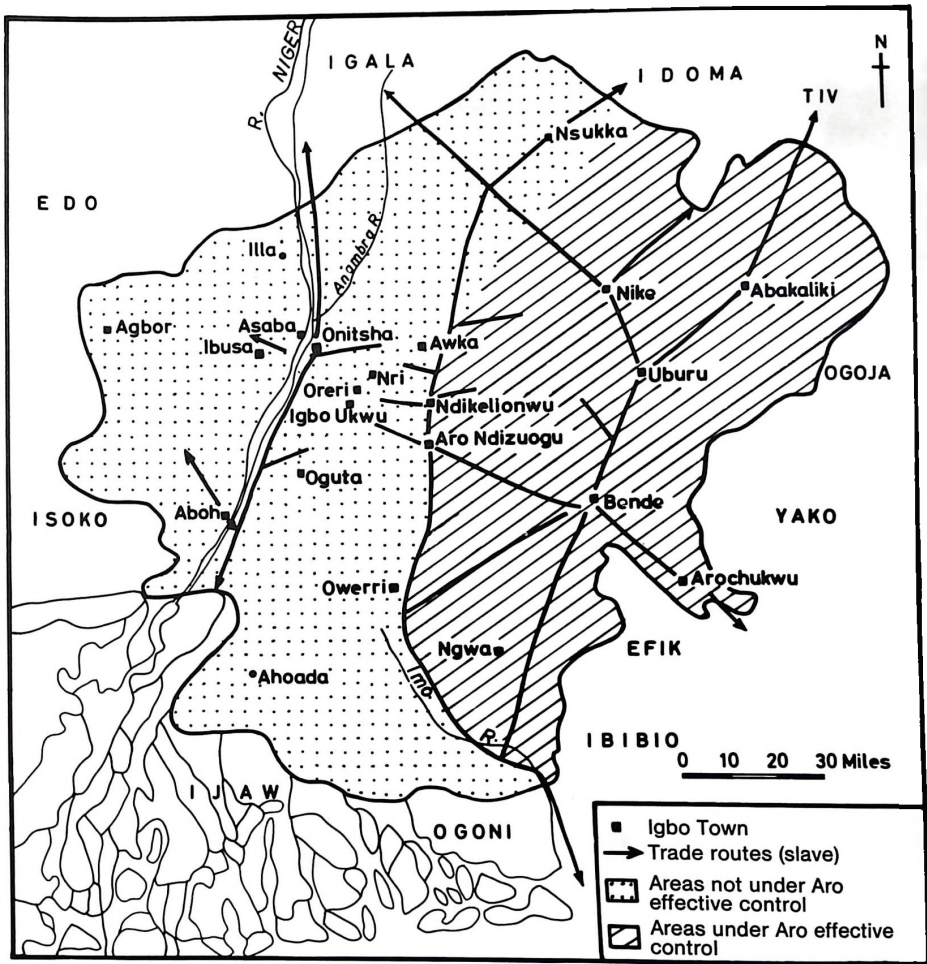 R. NIGER
IGALA
IDOMA
N
TIV
Nsukka
EDO
Anambra R.
Illa
Nike
Abakaliki
Agbor
Asaba
Onitsha
Ibusa
Awka
Uburu
OGOJA
Nri
Oreri
Igbo Ukwu
Ndikelionwu
Aro Ndizuogu
Oguta
Bende
Aboh
ISOKO
YAKO
Arochukwu
Owerri
Ngwa
EFIK
Imo R.
Ahoada
IBIBIO
0 10 20 30 Miles
IJAW
OGONI
Igbo Town
Trade routes (slave)
Areas not under Aro
effective control
Areas under Aro effective
control